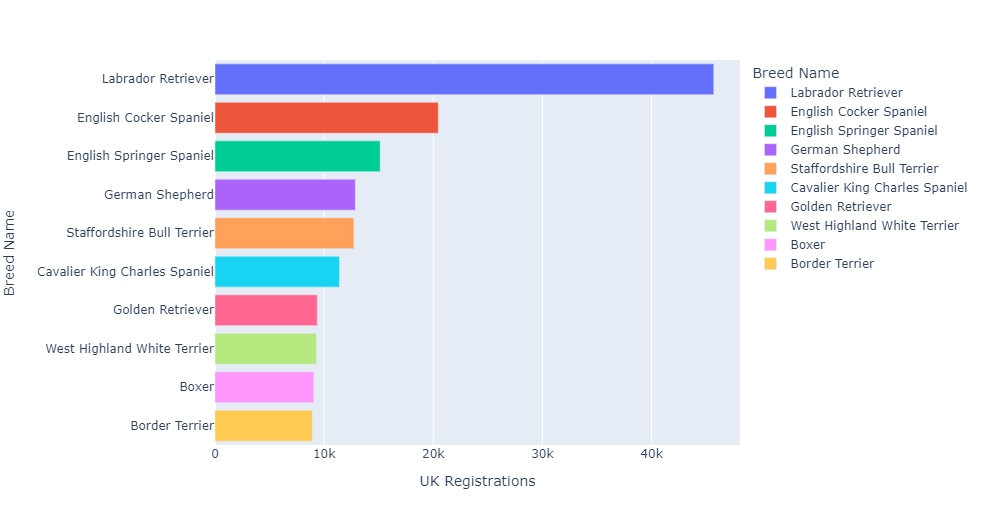 Labrador Retriever
English Cocker Spaniel
English Springer Spaniel
German Shepherd
Staffordshire Bull Terrier
Cavalier King Charles Spaniel
Golden Retriever
West Highland White Terrier
Boxer
Border Terrier
Breed Name
0 10k 20k 30k 40k
UK Registrations
Breed Name
Labrador Retriever
English Cocker Spaniel
English Springer Spaniel
German Shepherd
Staffordshire Bull Terrier
Cavalier King Charles Spaniel
Golden Retriever
West Highland White Terrier
Boxer
Border Terrier